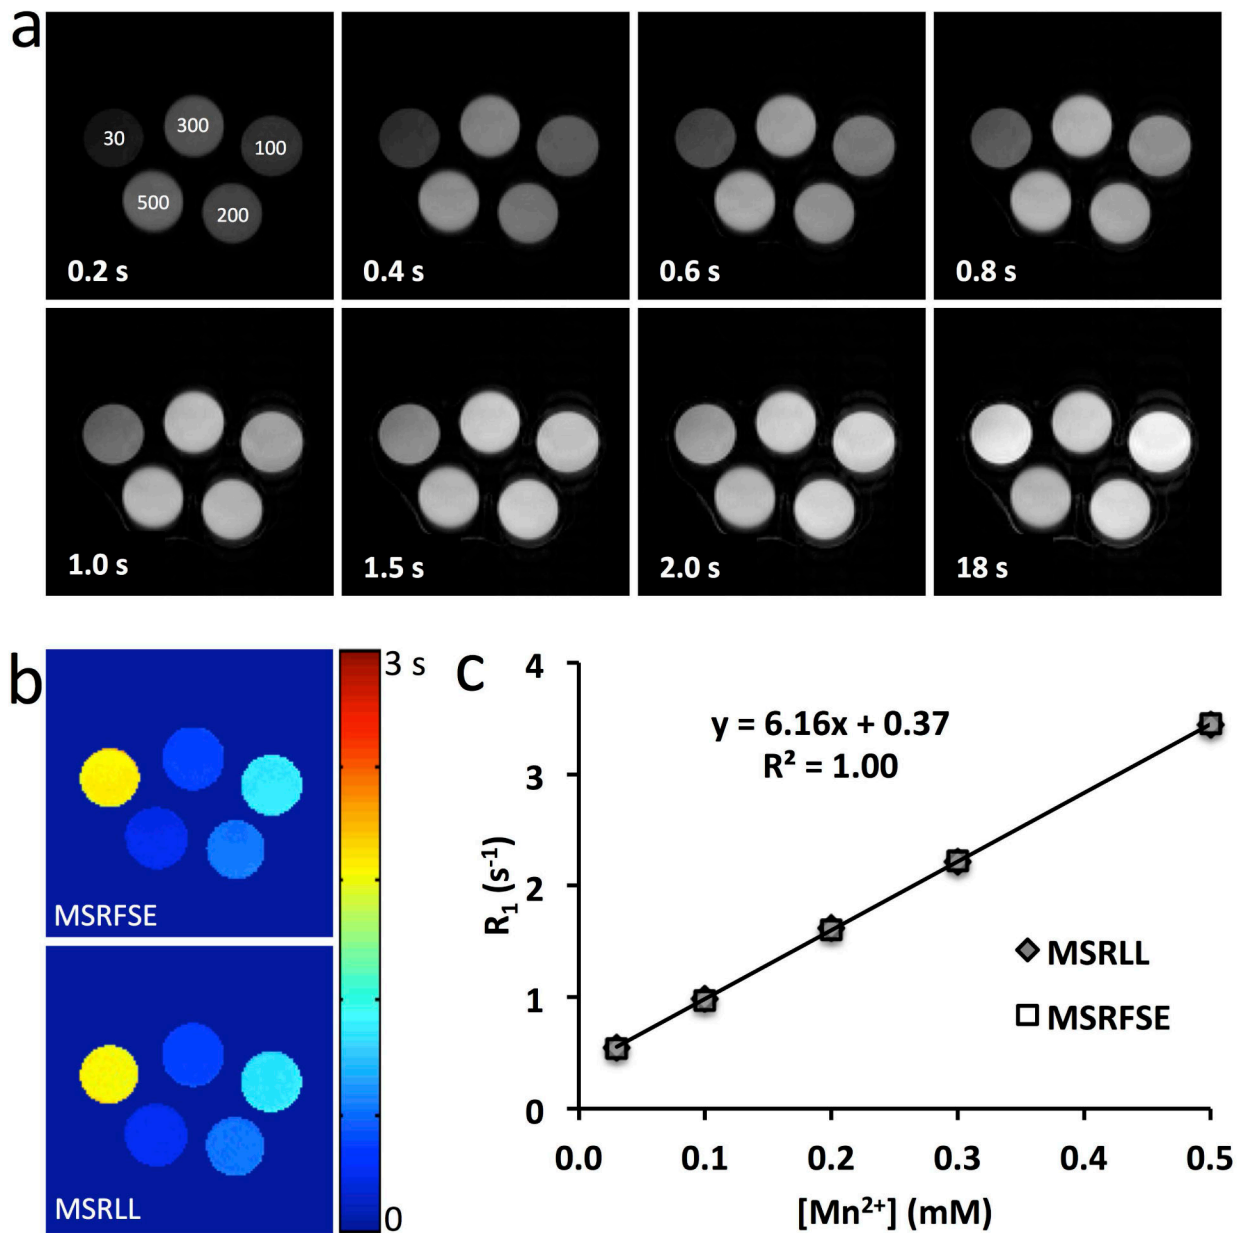 a
30
300
100
500
200
0.2 s
0.4 s
0.6 s
0.8 s
1.0 s
1.5 s
2.0 s
18 s
b
3 s
MSRFSE
MSRLL
0
c
4
3
2
1
0
y = 6.16x + 0.37
R² = 1.00
R₁ (s⁻¹)
MSRLL
MSRFSE
0.0 0.1 0.2 0.3 0.4 0.5
[Mn²⁺] (mM)